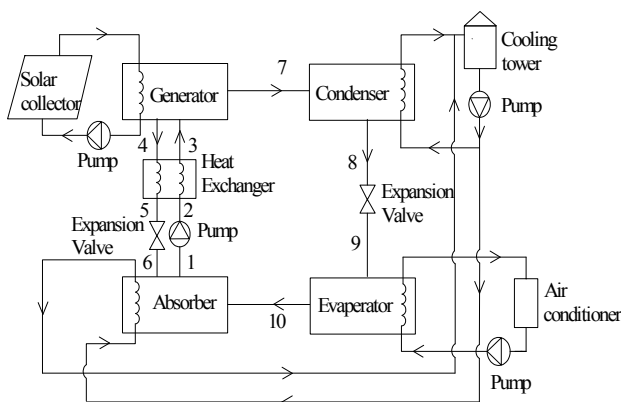 Cooling
tower
Solar
collector
Generator
7
Condenser
Pump
Pump
4
3
8
Heat
Exchanger
Expansion
Valve
5
2
Expansion
Valve
Pump
9
6
1
Absorber
10
Evaporator
Air
conditioner
Pump